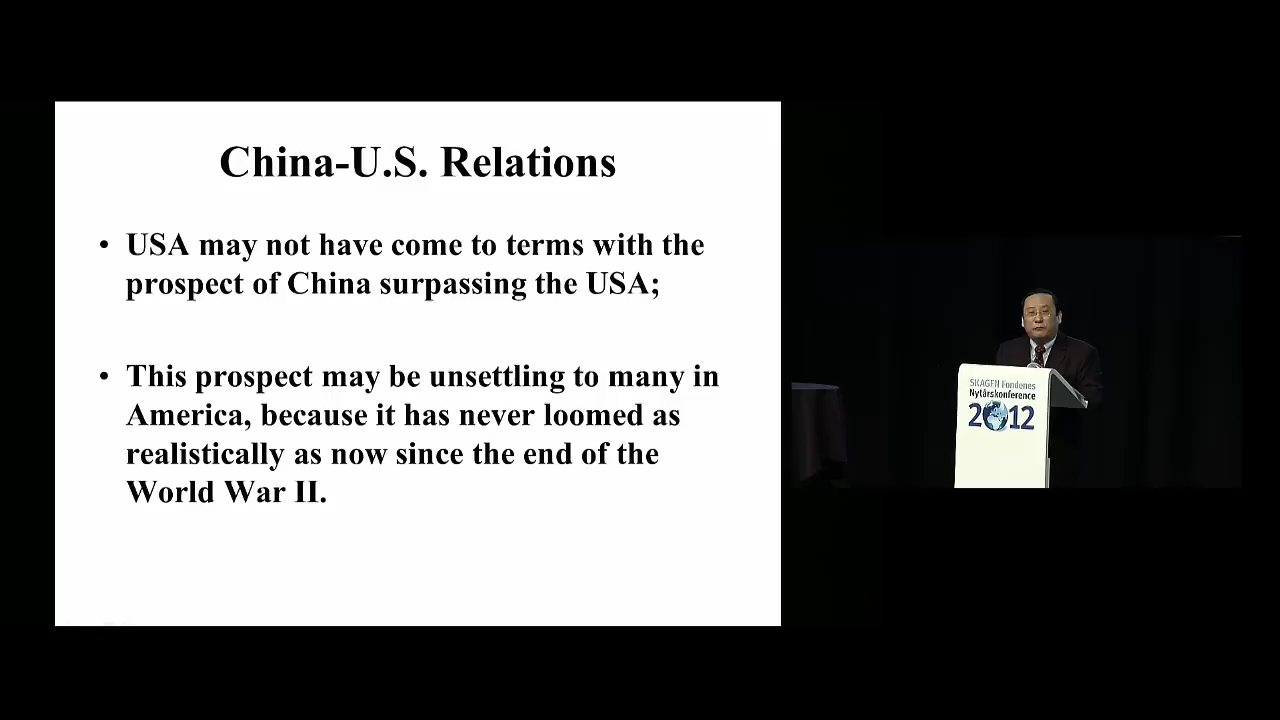 China-U.S. Relations
• USA may not have come to terms with the
prospect of China surpassing the USA;
• This prospect may be unsettling to many in
America, because it has never loomed as
realistically as now since the end of the
World War II.
SKAGEN Fondenes
Nytårskonference
2012